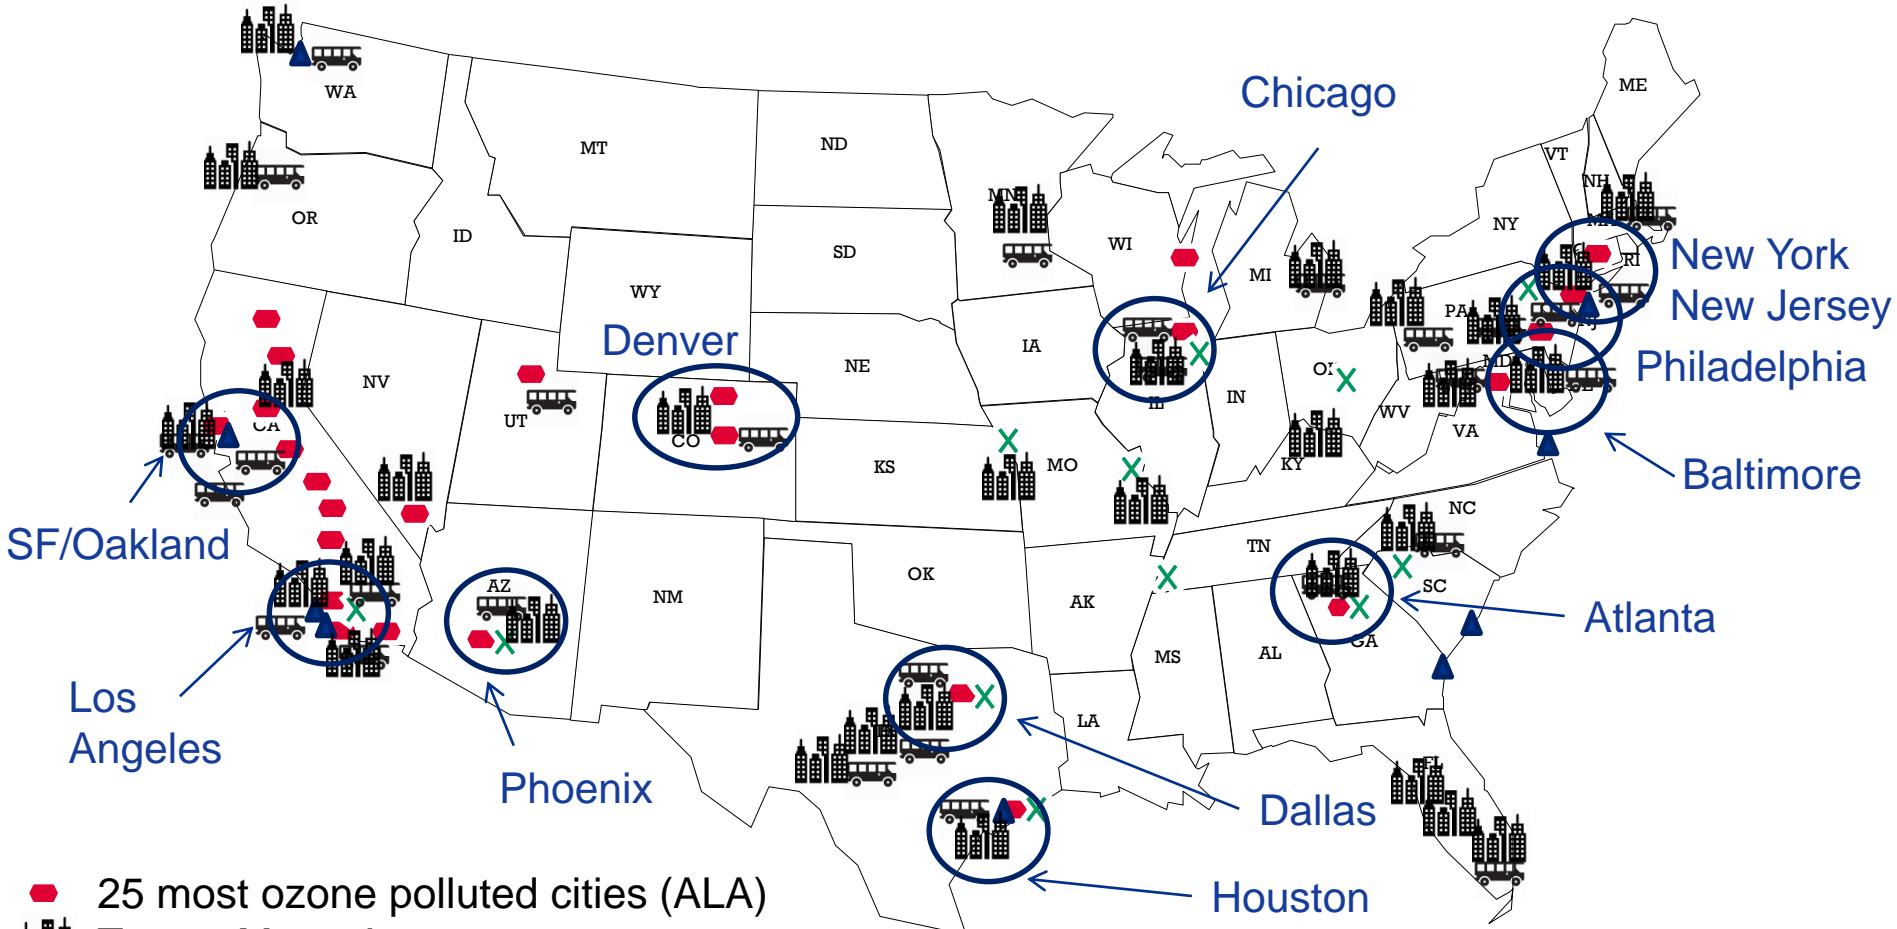 WA
ME
Chicago
MT
ND
VT
MN
NH
OR
ID
NY
SD
WI
MI
RI
New York
WY
New Jersey
PA
Denver
IA
NE
MD
Philadelphia
NV
UT
IN
IL
CA
CO
WV
VA
KS
MO
KY
Baltimore
NC
SF/Oakland
TN
OK
AZ
NM
AK
SC
Atlanta
GA
AL
MS
Los
Angeles
LA
Phoenix
Dallas
FL
Houston
25 most ozone polluted cities (ALA)